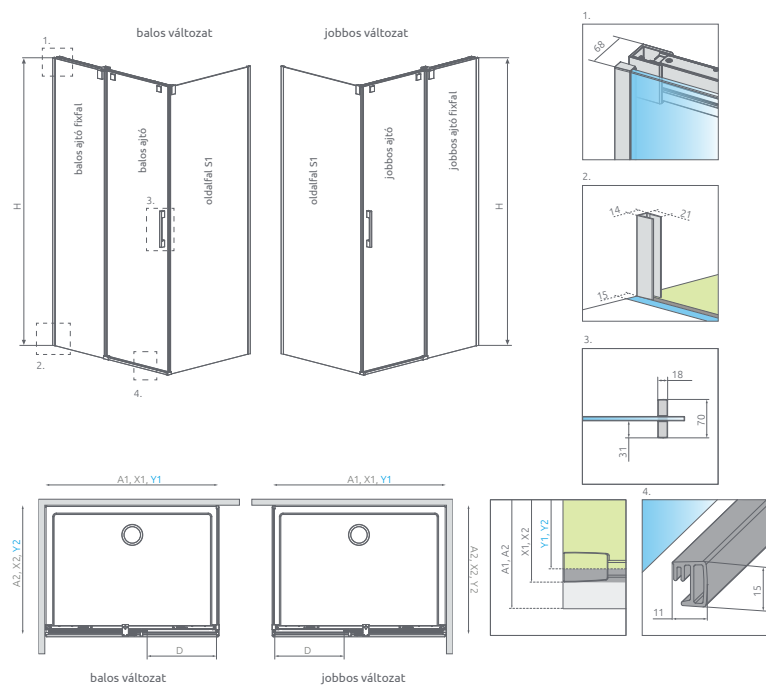 balos változat
jobbos változat
1.
H
balos ajtó fixfal
balos ajtó
oldalfal S1
3.
2.
4.
oldalfal S1
jobbos ajtó
jobbos ajtó fixfal
H
1.
68
2.
14
21
15
3.
18
70
31
A1, X1, Y1
A2, X2, Y2
D
balos változat
A1, X1, Y1
A2, X2, Y2
D
jobbos változat
A1, A2
X1, X2
Y1, Y2
4.
11
15